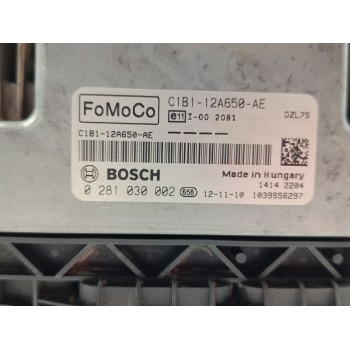 FoMoCo C1B1-12A650-AE
e11 I-00 2081 DZL75
C1B1-12A650-AE ————
BOSCH Made in Hungary
1414 2204
0 281 030 002 658 12-11-10 1039S56297